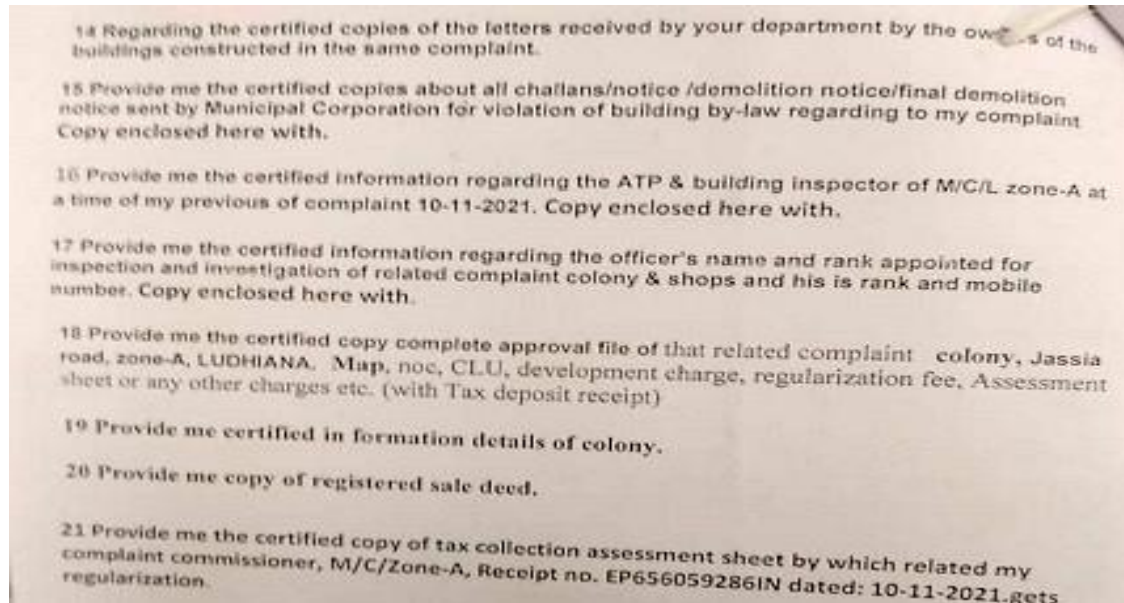 14 Regarding the certified copies of the letters received by your department by the of the
buildings constructed in the same complaint.
15 Provide me the certified copies about all challans/notice /demolition notice/final demolition
notice sent by Municipal Corporation for violation of building by-law regarding to my complaint
Copy enclosed here with.
16 Provide me the certified information regarding the ATP & building inspector of M/C/L zone-A at
a time of my previous of complaint 10-11-2021. Copy enclosed here with.
17 Provide me the certified information regarding the officer's name and rank appointed for
inspection and investigation of related complaint colony & shops and his is rank and mobile
number. Copy enclosed here with.
18 Provide me the certified copy complete approval file of that related complaint colony, Jassia
road, zone-A, LUDHIANA. Map, noc, CLU, development charge, regularization fee, Assessment
sheet or any other charges etc. (with Tax deposit receipt)
19 Provide me certified in formation details of colony.
20 Provide me copy of registered sale deed.
21 Provide me the certified copy of tax collection assessment sheet by which related my
complaint commissioner, M/C/Zone-A, Receipt no. EP656059286IN dated: 10-11-2021.gets
regularization.